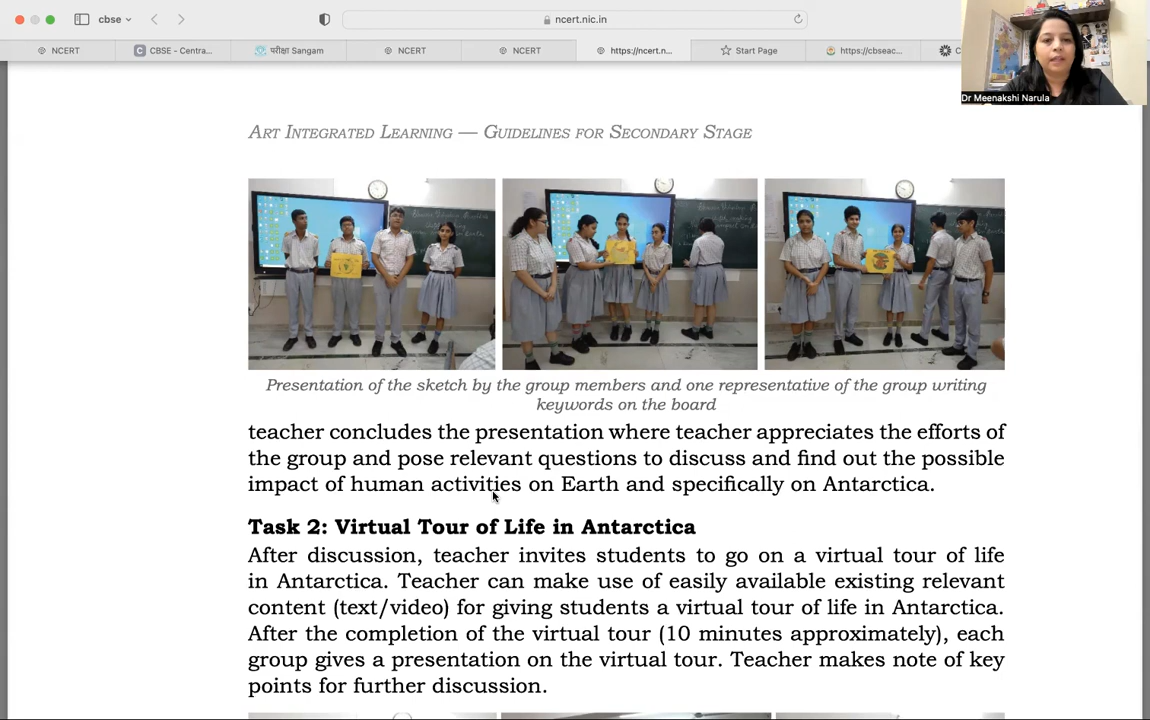 cbse
ncert.nic.in
NCERT
CBSE - Centra...
परीक्षा Sangam
NCERT
NCERT
https://ncert.n...
Start Page
https://cbseac...
C
Dr Meenakshi Narula
ART INTEGRATED LEARNING — GUIDELINES FOR SECONDARY STAGE
Presentation of the sketch by the group members and one representative of the group writing
keywords on the board
teacher concludes the presentation where teacher appreciates the efforts of
the group and pose relevant questions to discuss and find out the possible
impact of human activities on Earth and specifically on Antarctica.
Task 2: Virtual Tour of Life in Antarctica
After discussion, teacher invites students to go on a virtual tour of life
in Antarctica. Teacher can make use of easily available existing relevant
content (text/video) for giving students a virtual tour of life in Antarctica.
After the completion of the virtual tour (10 minutes approximately), each
group gives a presentation on the virtual tour. Teacher makes note of key
points for further discussion.